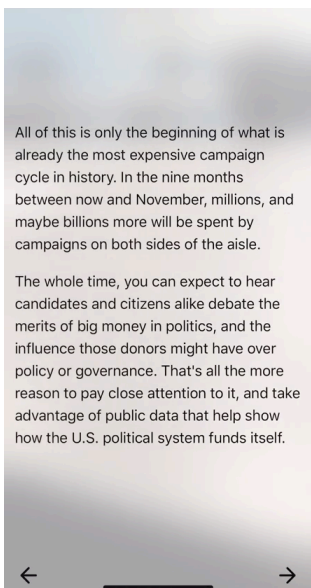 All of this is only the beginning of what is
already the most expensive campaign
cycle in history. In the nine months
between now and November, millions, and
maybe billions more will be spent by
campaigns on both sides of the aisle.
The whole time, you can expect to hear
candidates and citizens alike debate the
merits of big money in politics, and the
influence those donors might have over
policy or governance. That's all the more
reason to pay close attention to it, and take
advantage of public data that help show
how the U.S. political system funds itself.